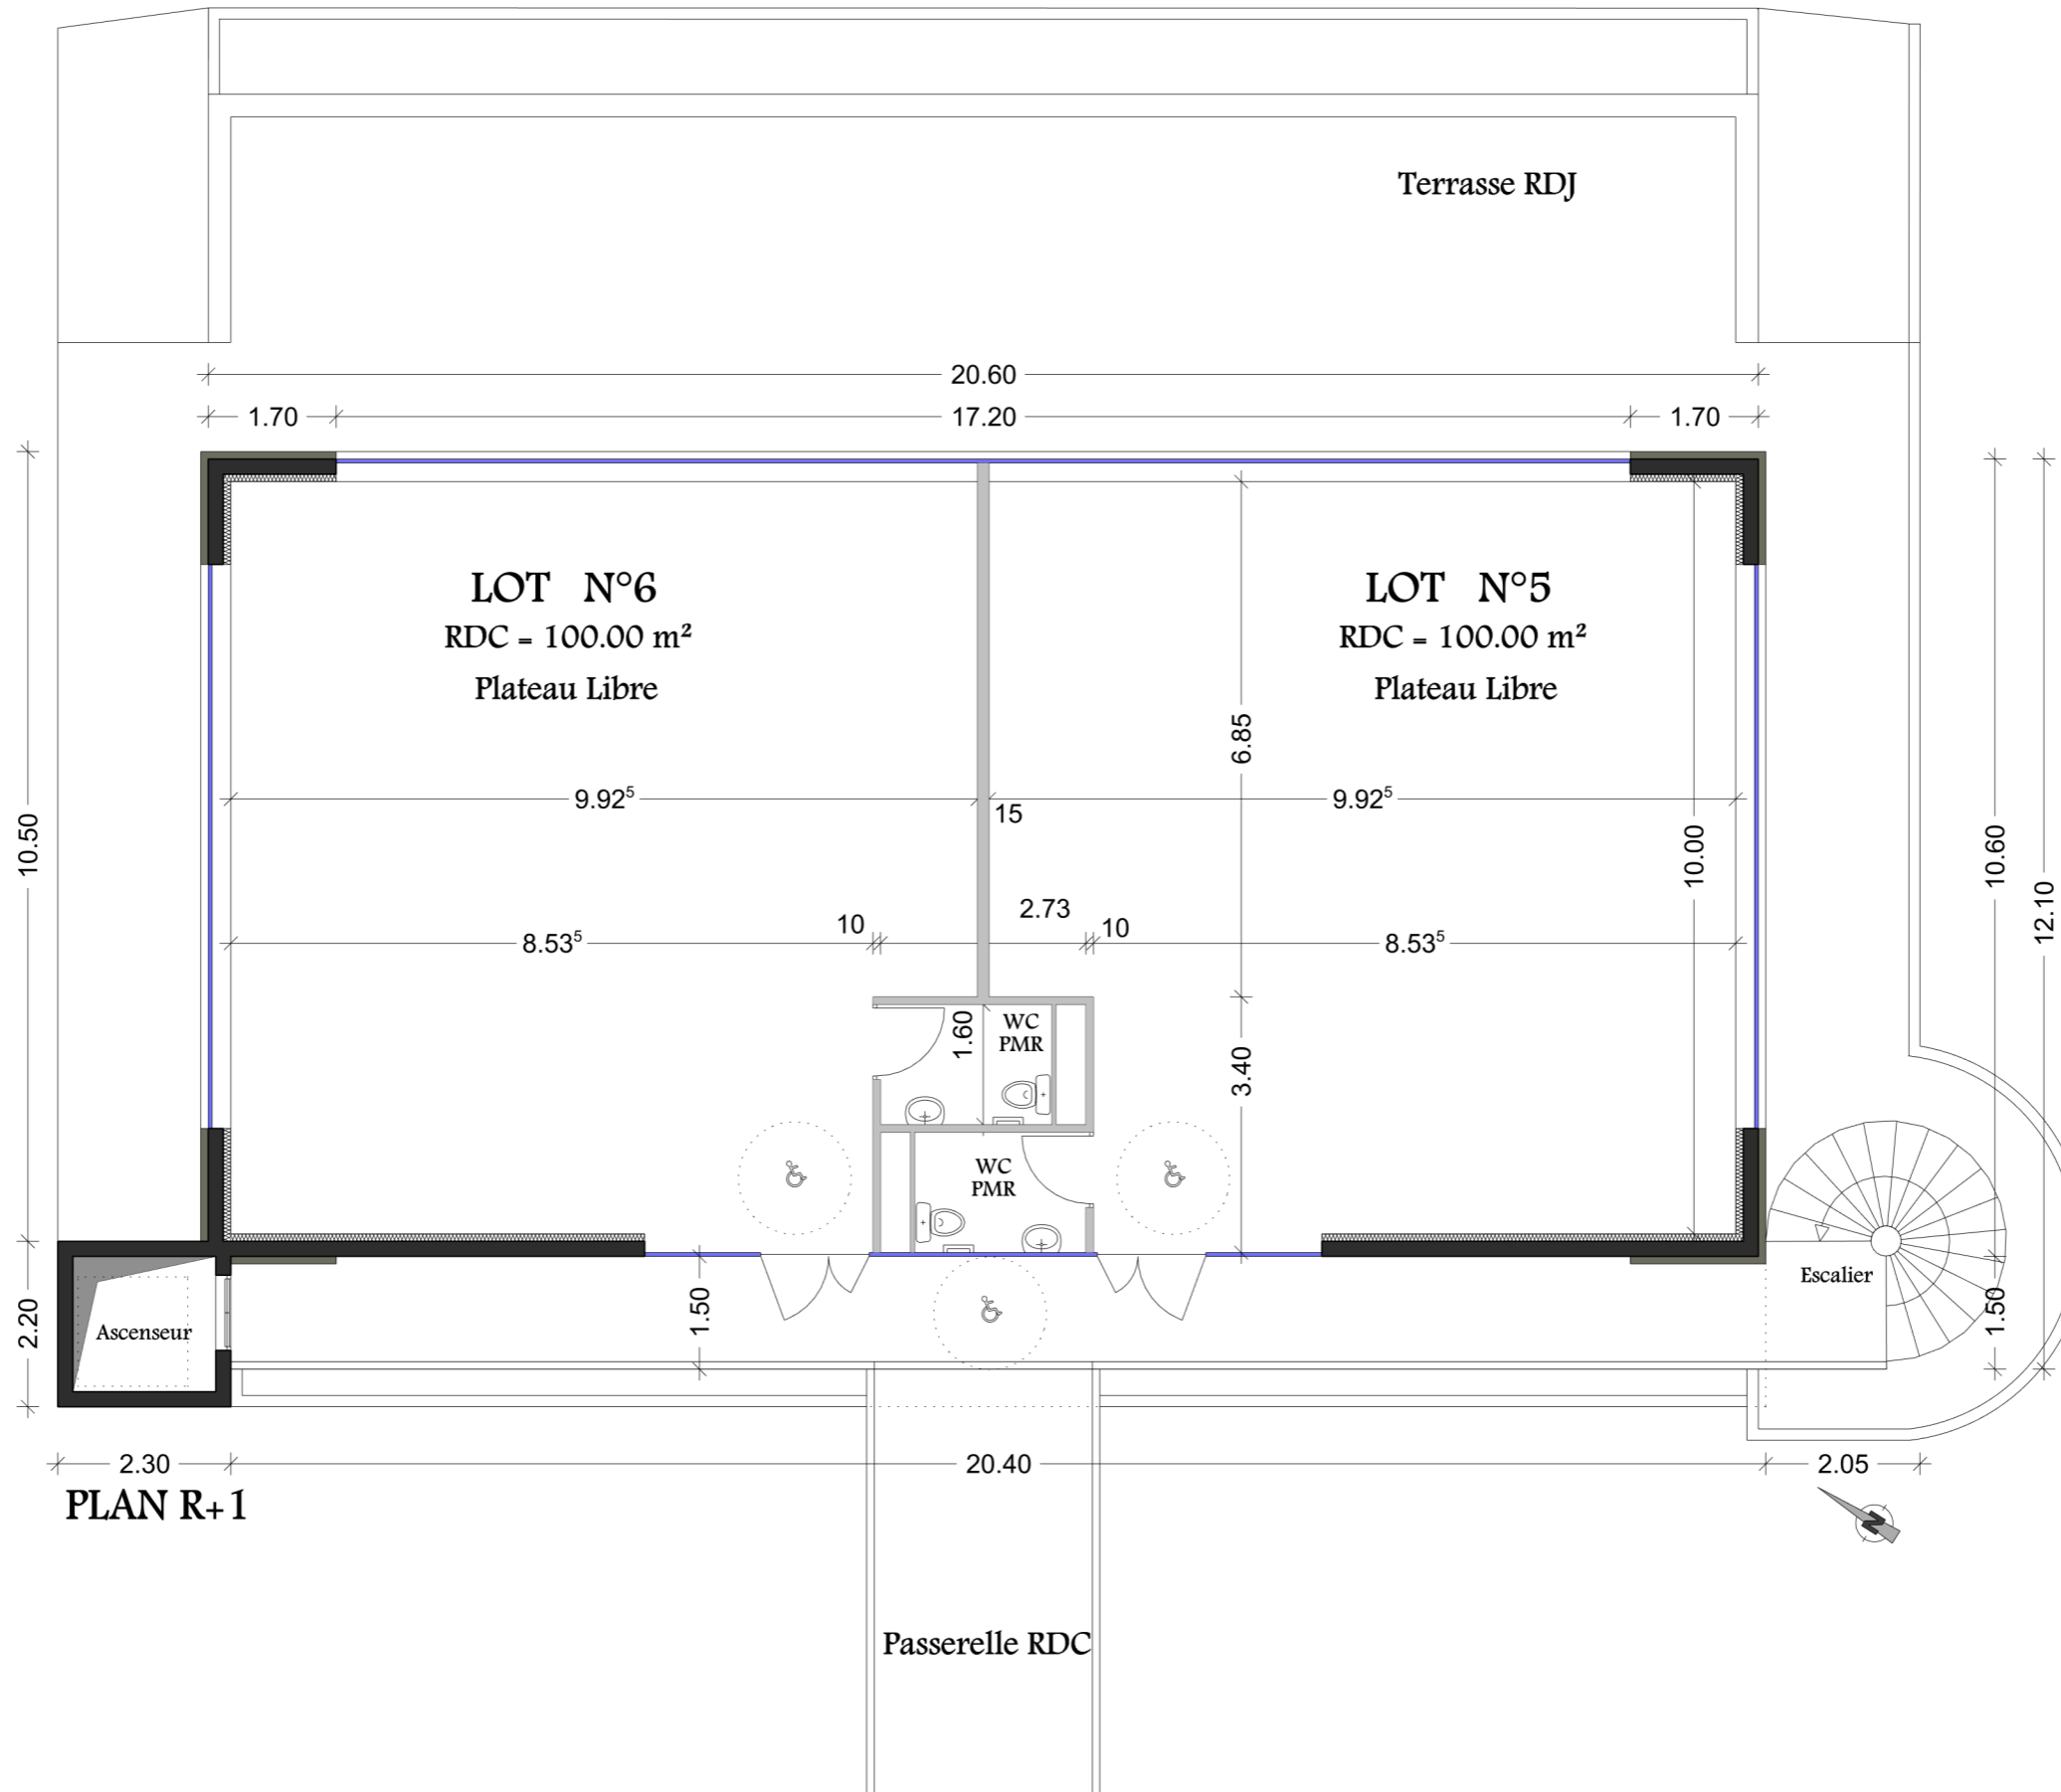 Terrasse RDJ
20.60
1.70
17.20
1.70
LOT N°6
RDC = 100.00 m²
Plateau Libre
LOT N°5
RDC = 100.00 m²
Plateau Libre
6.85
9.92⁵
15
9.92⁵
10.50
10.00
10.60
12.10
2.73
10
10
8.53⁵
8.53⁵
1.60
WC
PMR
3.40
WC
PMR
Escalier
2.20
Ascenseur
1.50
1.50
2.30
20.40
2.05
PLAN R+1
N
Passerelle RDC